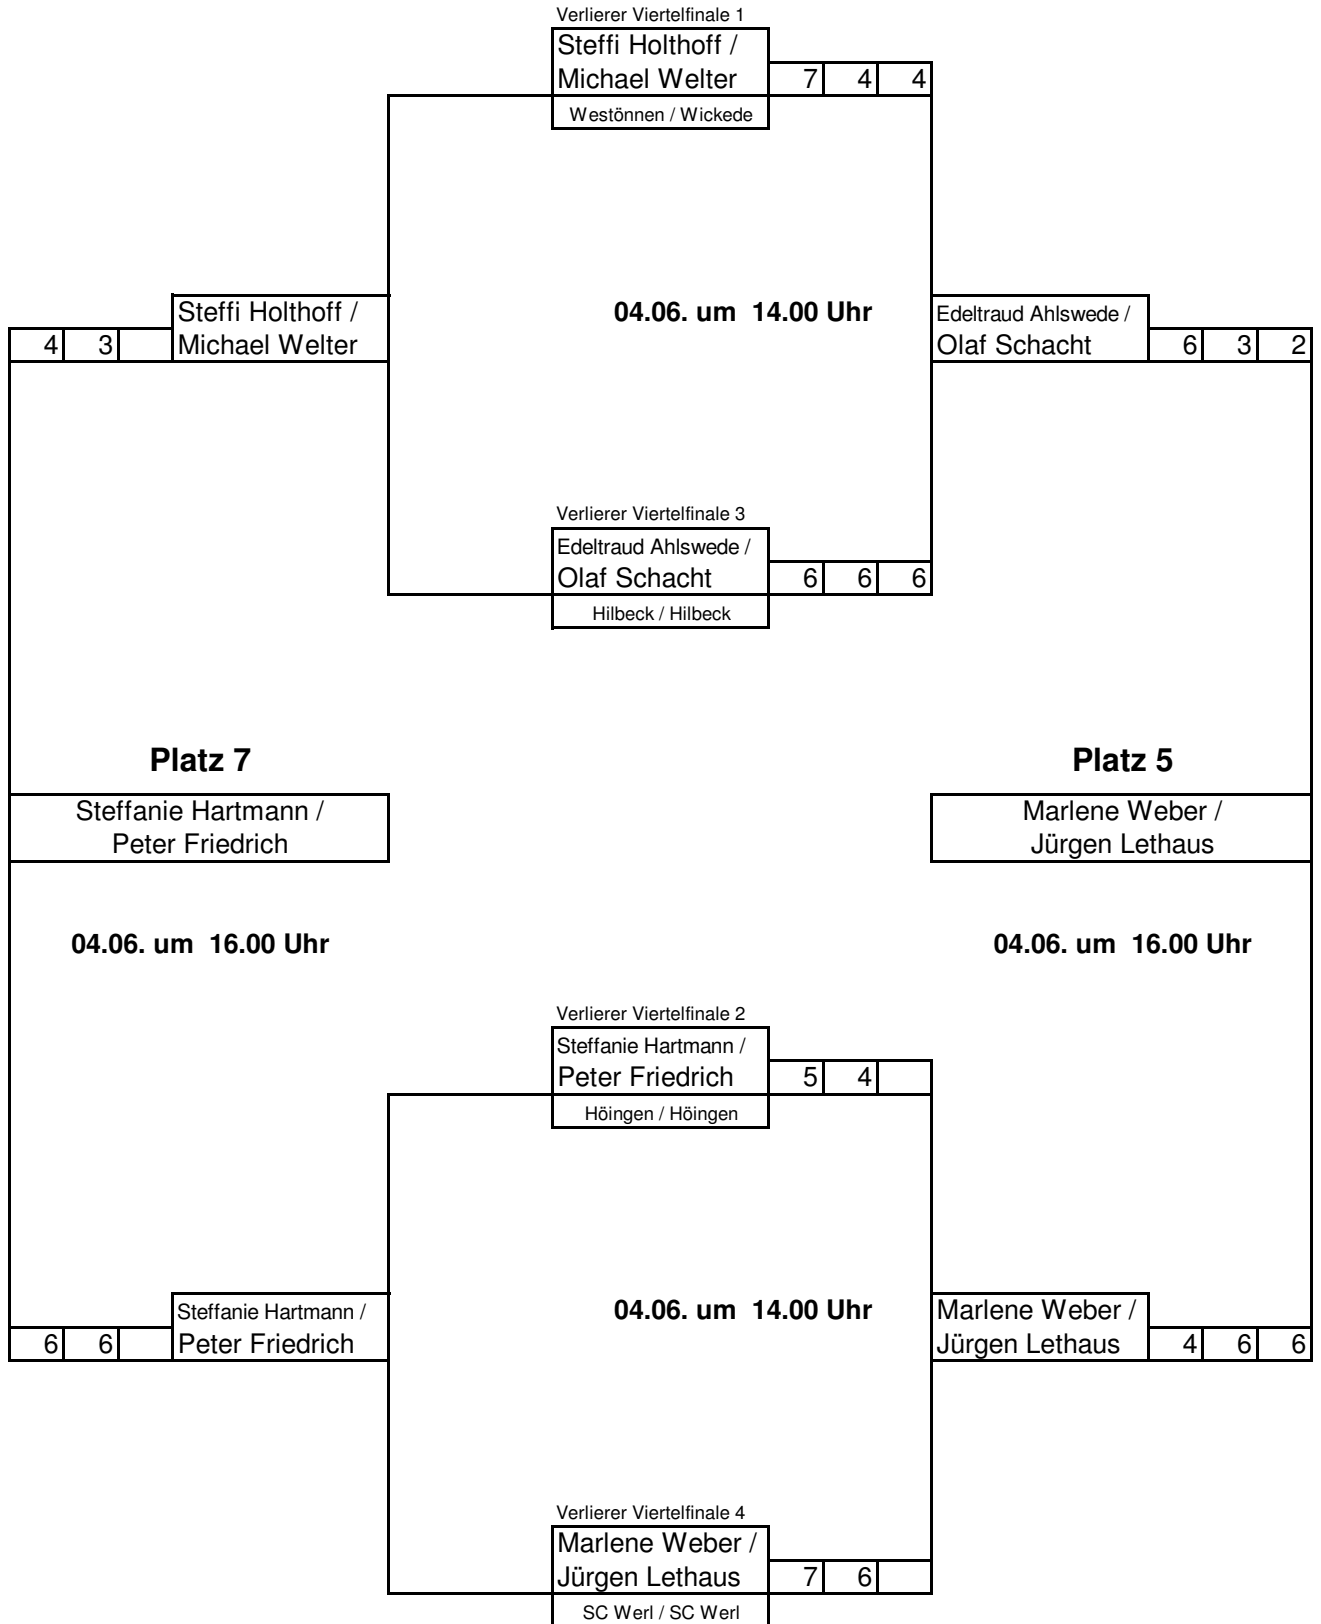 Verlierer Viertelfinale 1
Steffi Holthoff /
Michael Welter 7 4 4
Westönnen / Wickede
Steffi Holthoff /
4 3 Michael Welter
04.06. um 14.00 Uhr
Edeltraud Ahlswede /
Olaf Schacht 6 3 2
Verlierer Viertelfinale 3
Edeltraud Ahlswede /
Olaf Schacht 6 6 6
Hilbeck / Hilbeck
Platz 7
Steffanie Hartmann /
Peter Friedrich
04.06. um 16.00 Uhr
Platz 5
Marlene Weber /
Jürgen Lethaus
04.06. um 16.00 Uhr
Verlierer Viertelfinale 2
Steffanie Hartmann /
Peter Friedrich 5 4
Höingen / Höingen
Steffanie Hartmann /
6 6 Peter Friedrich
04.06. um 14.00 Uhr
Marlene Weber /
Jürgen Lethaus 4 6 6
Verlierer Viertelfinale 4
Marlene Weber /
Jürgen Lethaus 7 6
SC Werl / SC Werl